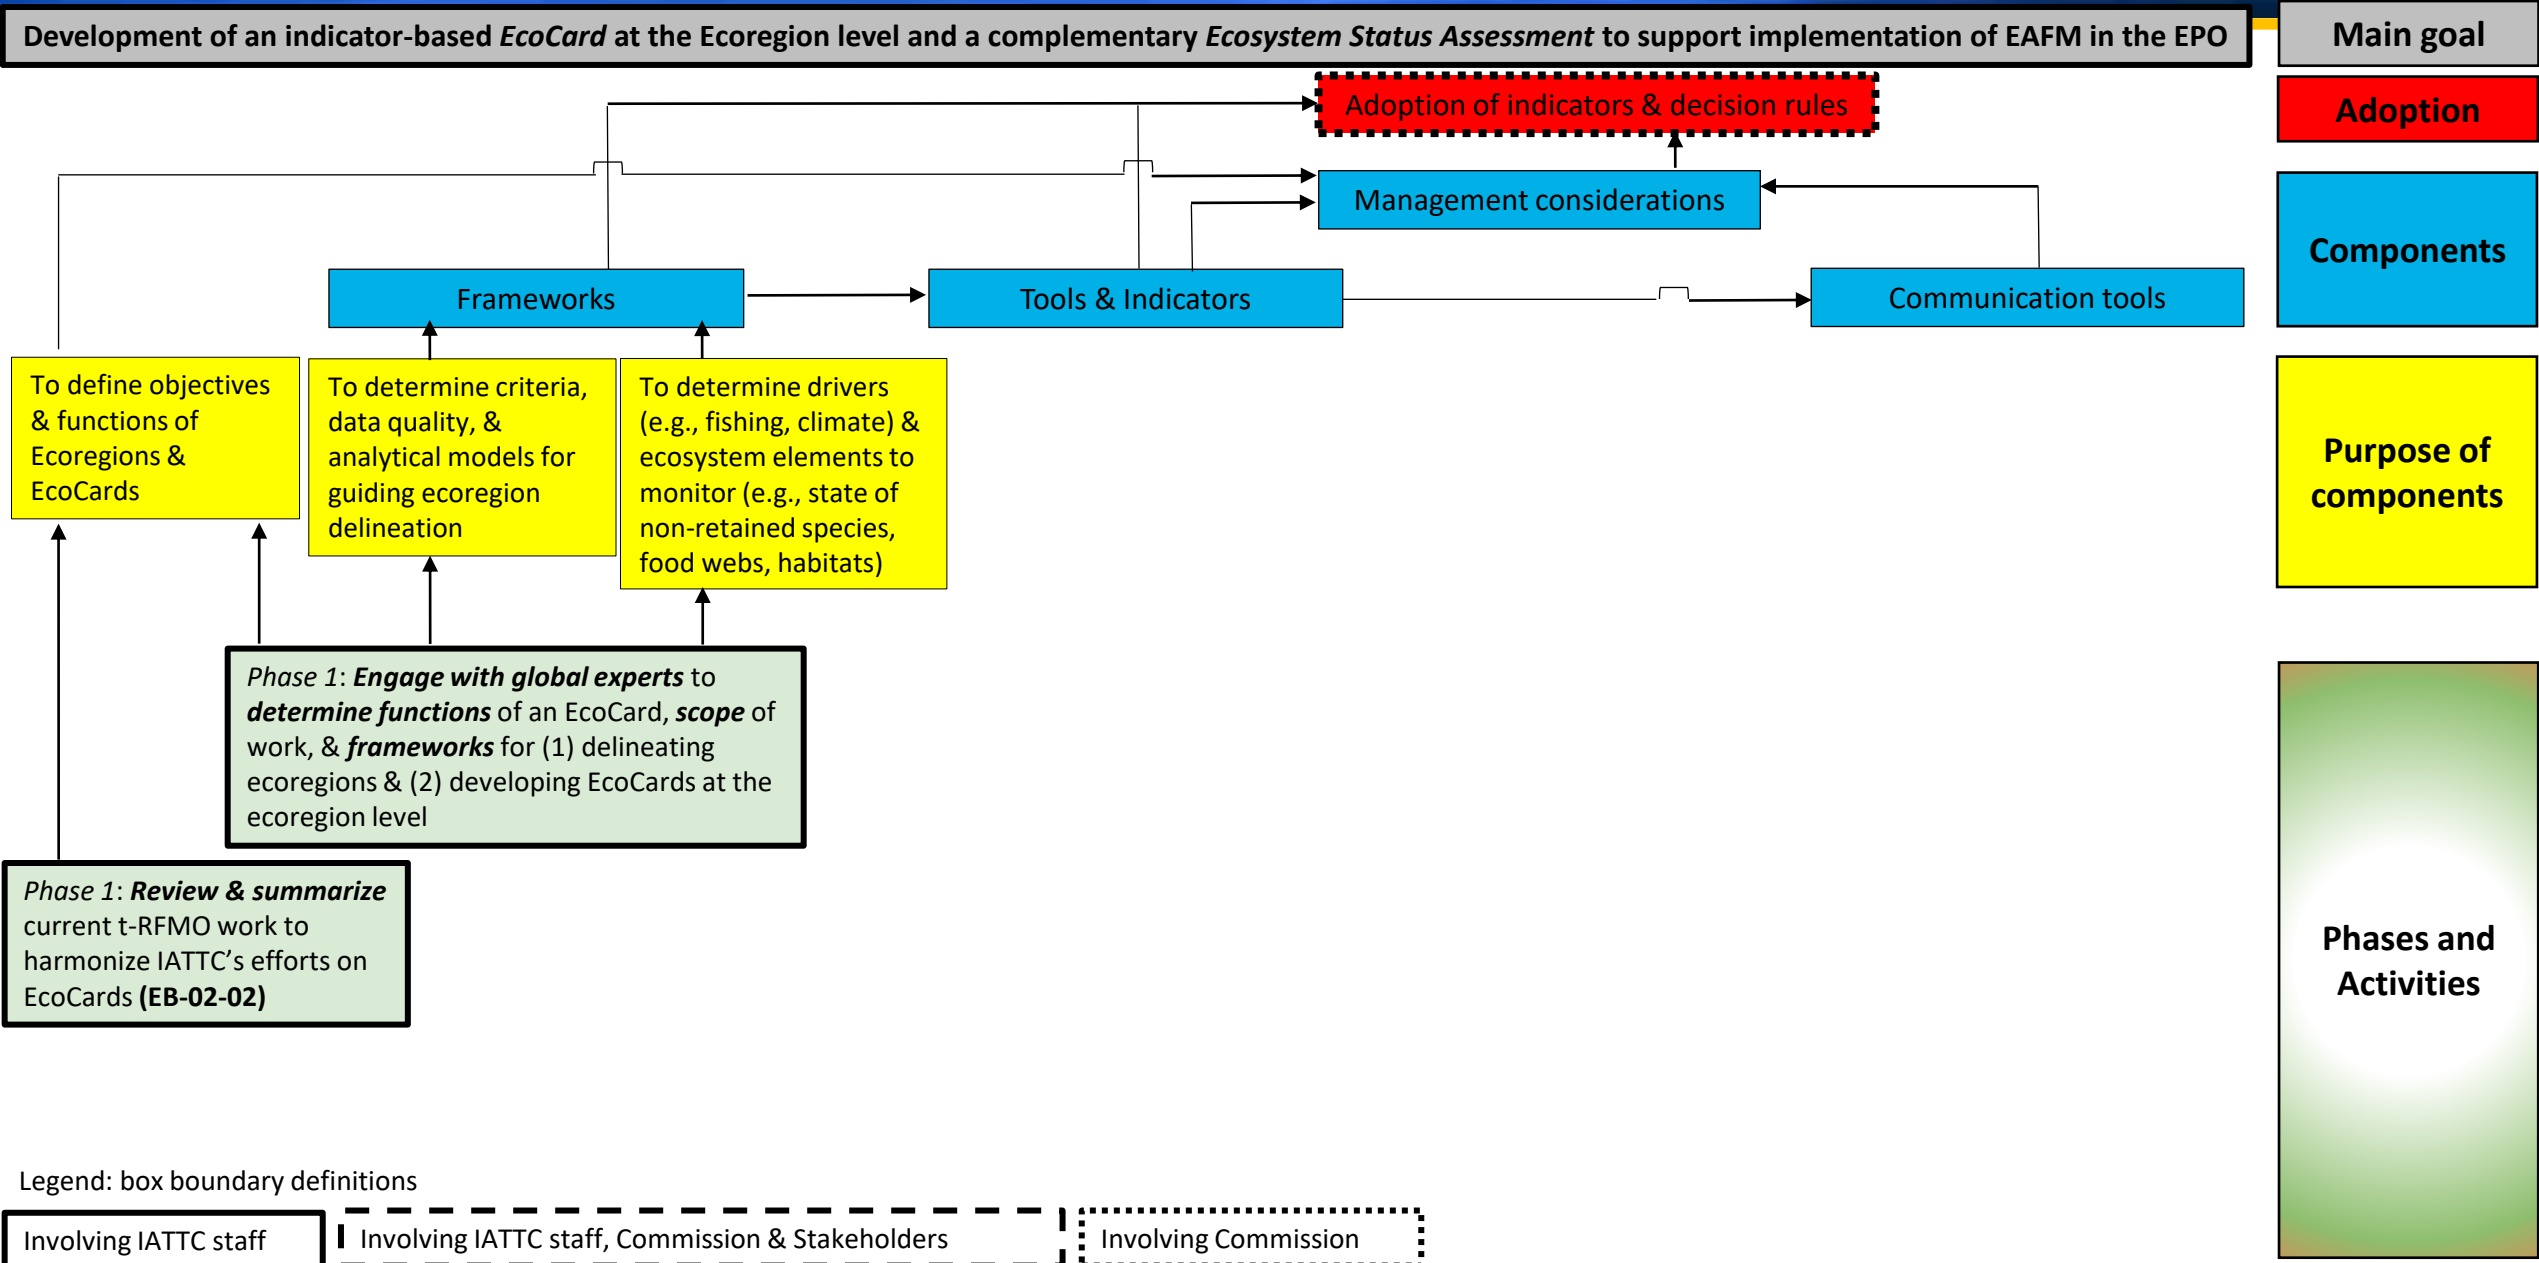 Development of an indicator-based EcoCard at the Ecoregion level and a complementary Ecosystem Status Assessment to support implementation of EAFM in the EPO
Main goal
Adoption of indicators & decision rules
Adoption
Management considerations
Components
Frameworks
Tools & Indicators
Communication tools
To define objectives
& functions of
Ecoregions &
EcoCards
To determine criteria,
data quality, &
analytical models for
guiding ecoregion
delineation
To determine drivers
(e.g., fishing, climate) &
ecosystem elements to
monitor (e.g., state of
non-retained species,
food webs, habitats)
Purpose of
components
Phase 1: Engage with global experts to
determine functions of an EcoCard, scope of
work, & frameworks for (1) delineating
ecoregions & (2) developing EcoCards at the
ecoregion level
Phase 1: Review & summarize
current t-RFMO work to
harmonize IATTC’s efforts on
EcoCards (EB-02-02)
Phases and
Activities
Legend: box boundary definitions
Involving IATTC staff
Involving IATTC staff, Commission & Stakeholders
Involving Commission